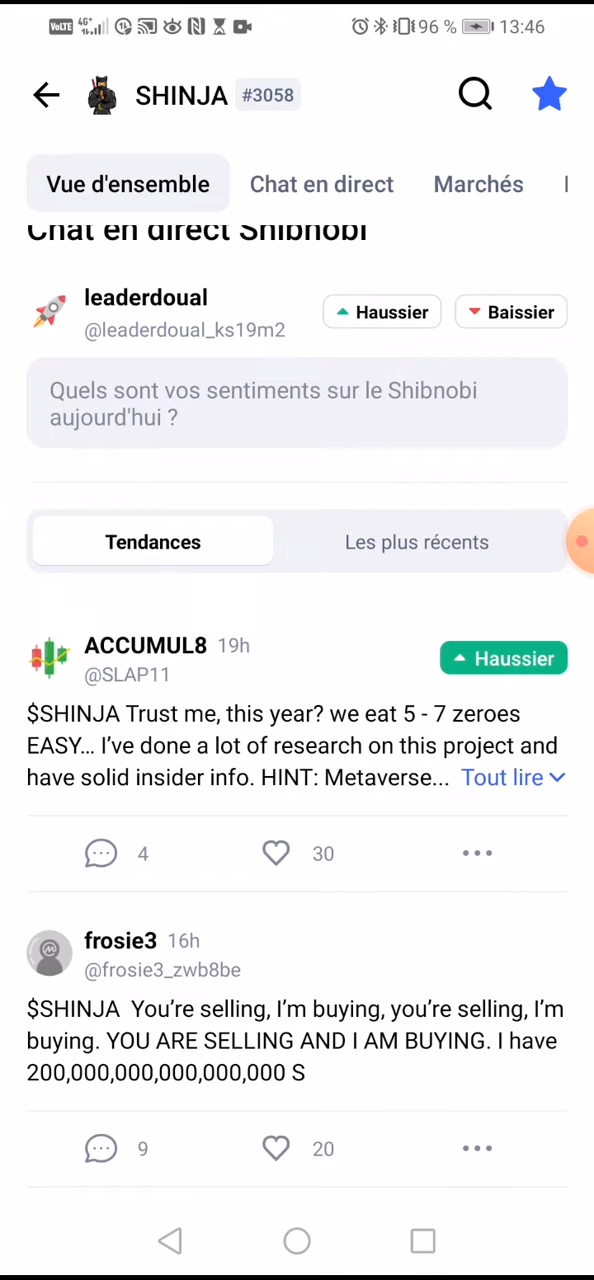 VoLTE 4G+ 96 % 13:46
SHINJA #3058
Vue d'ensemble Chat en direct Marchés
Chat en direct Shibnobi
leaderdoual
@leaderdoual_ks19m2
Haussier Baissier
Quels sont vos sentiments sur le Shibnobi
aujourd'hui ?
Tendances Les plus récents
ACCUMUL8 19h
@SLAP11
Haussier
$SHINJA Trust me, this year? we eat 5 - 7 zeroes
EASY... I've done a lot of research on this project and
have solid insider info. HINT: Metaverse... Tout lire
4 30
frosie3 16h
@frosie3_zwb8be
$SHINJA You're selling, I'm buying, you're selling, I'm
buying. YOU ARE SELLING AND I AM BUYING. I have
200,000,000,000,000,000 S
9 20